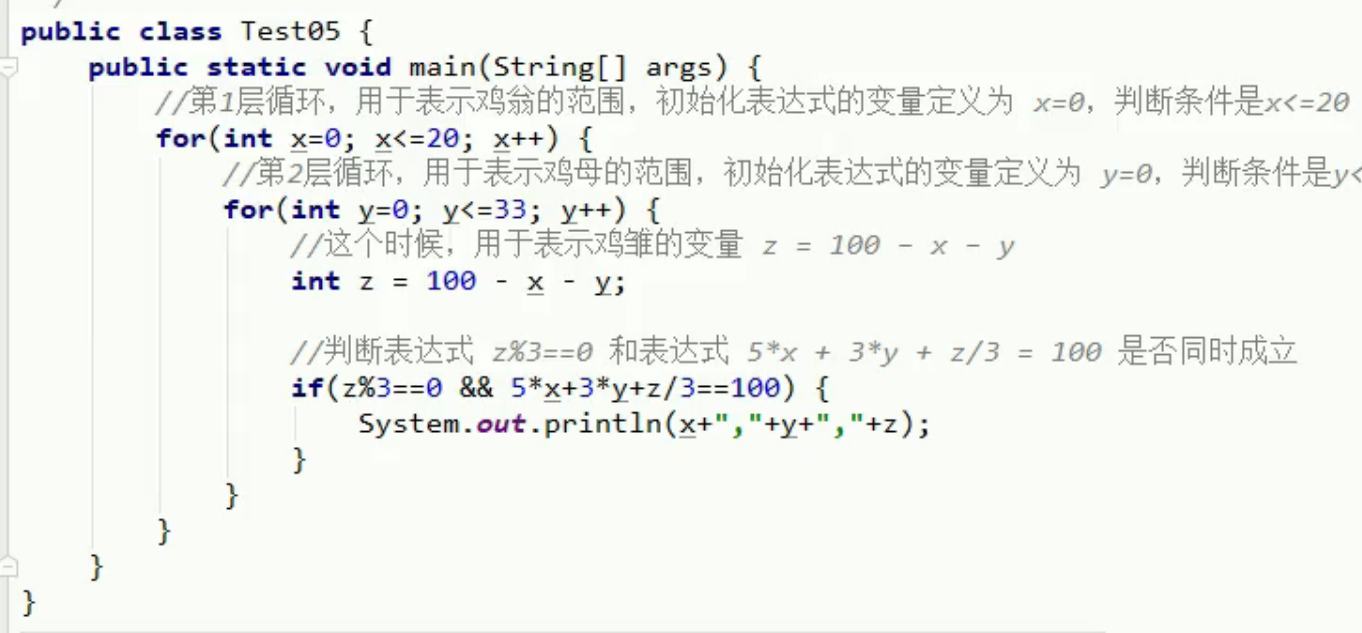 public class Test05 {
public static void main(String[] args) {
//第1层循环，用于表示鸡翁的范围，初始化表达式的变量定义为 x=0，判断条件是x<=20
for(int x=0; x<=20; x++) {
//第2层循环，用于表示鸡母的范围，初始化表达式的变量定义为 y=0，判断条件是y<
for(int y=0; y<=33; y++) {
//这个时候，用于表示鸡雏的变量 z = 100 - x - y
int z = 100 - x - y;
//判断表达式 z%3==0 和表达式 5*x + 3*y + z/3 = 100 是否同时成立
if(z%3==0 && 5*x+3*y+z/3==100) {
System.out.println(x+","+y+","+z);
}
}
}
}
}